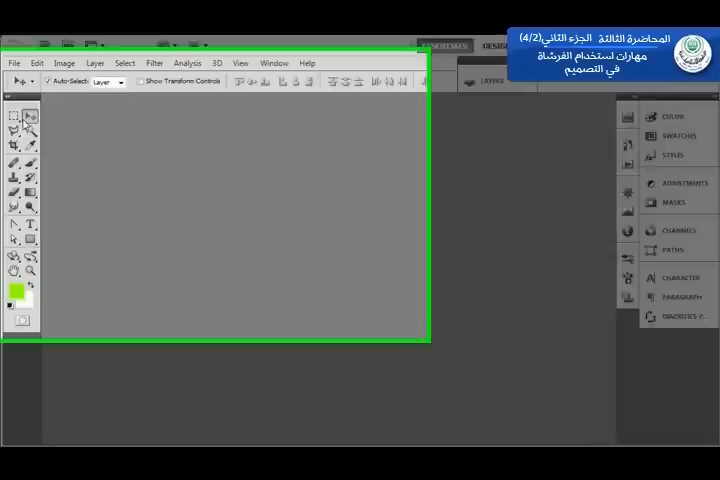 ESSENTIALS
المحاضرة الثالثة الجزء الثاني(4/2)
مهارات استخدام الفرشاة
في التصميم
File Edit Image Layer Select Filter Analysis 3D View Window Help
Auto-Select: Layer Show Transform Controls
LAYERS
COLOR
SWATCHES
STYLES
ADJUSTMENTS
MASKS
CHANNELS
PATHS
CHARACTER
PARAGRAPH